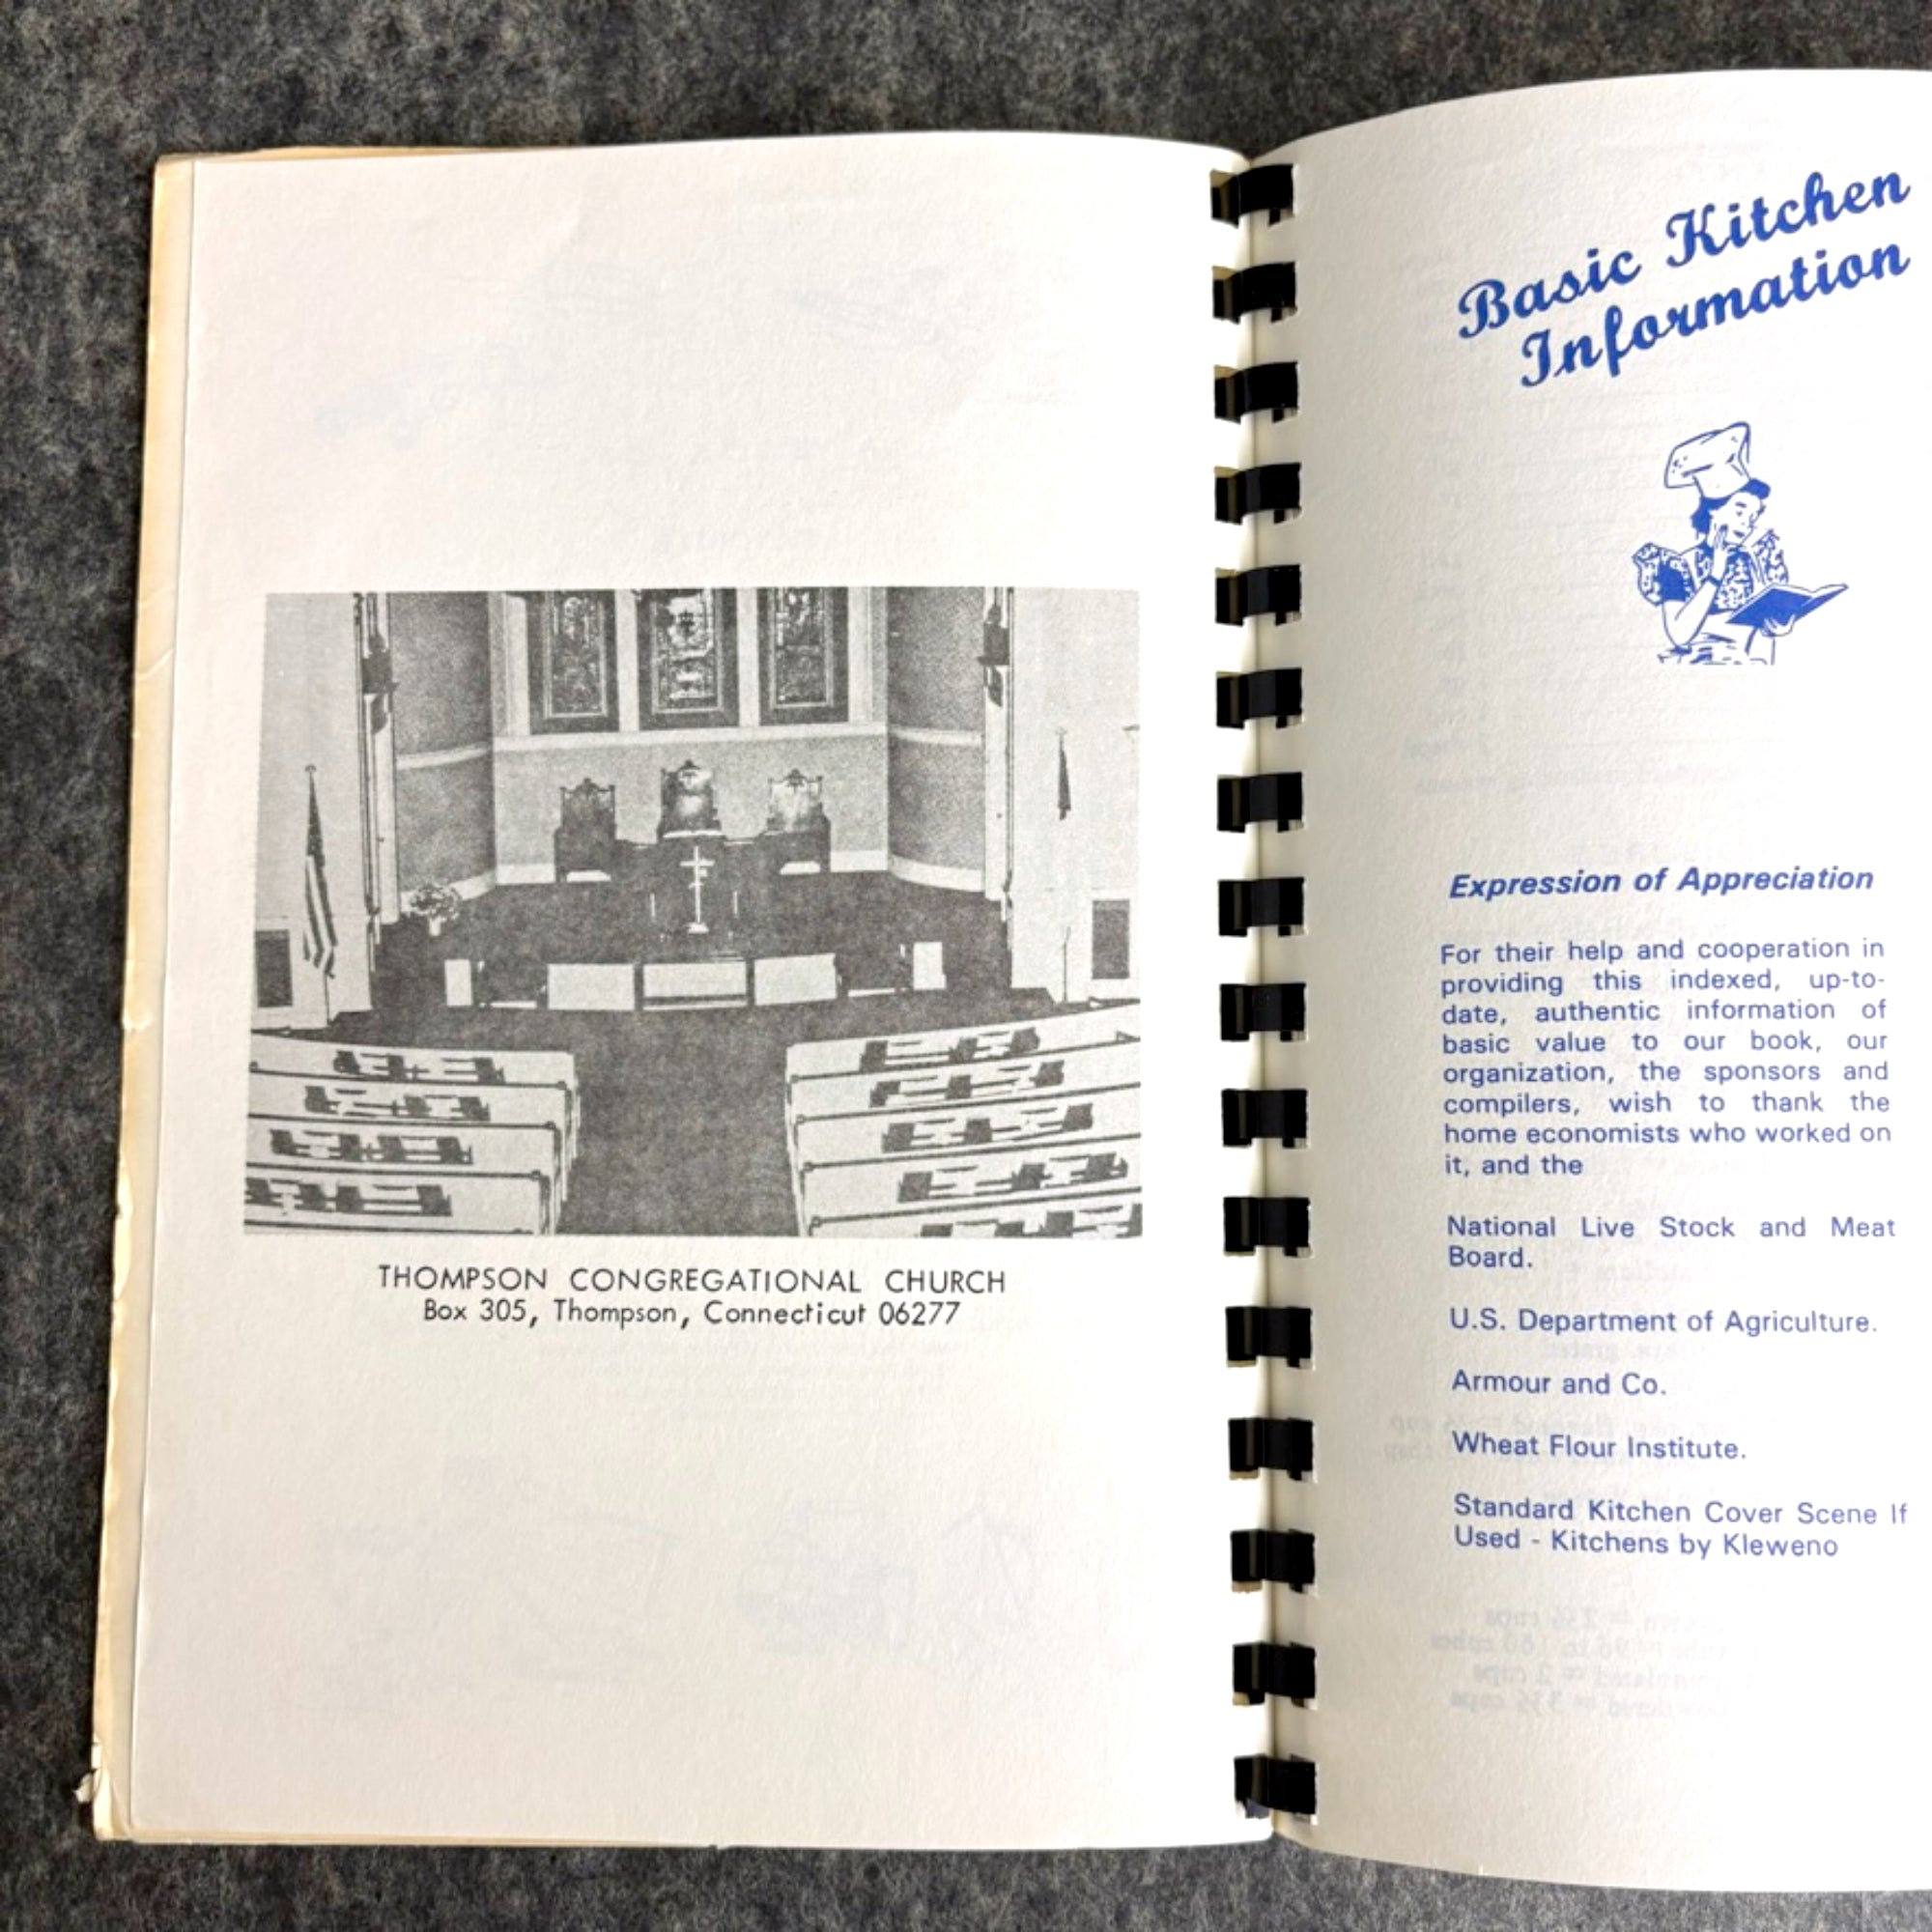 THOMPSON CONGREGATIONAL CHURCH
Box 305, Thompson, Connecticut 06277
Basic Kitchen
Information
Expression of Appreciation
For their help and cooperation in
providing this indexed, up-to-
date, authentic information of
basic value to our book, our
organization, the sponsors and
compilers, wish to thank the
home economists who worked on
it, and the
National Live Stock and Meat
Board.
U.S. Department of Agriculture.
Armour and Co.
Wheat Flour Institute.
Standard Kitchen Cover Scene If
Used - Kitchens by Kleweno